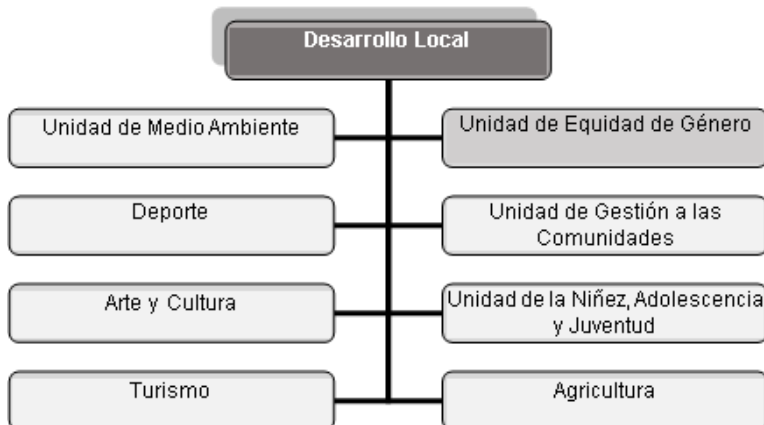 Desarrollo Local
Unidad de Medio Ambiente
Unidad de Equidad de Género
Deporte
Unidad de Gestión a las
Comunidades
Arte y Cultura
Unidad de la Niñez, Adolescencia
y Juventud
Turismo
Agricultura